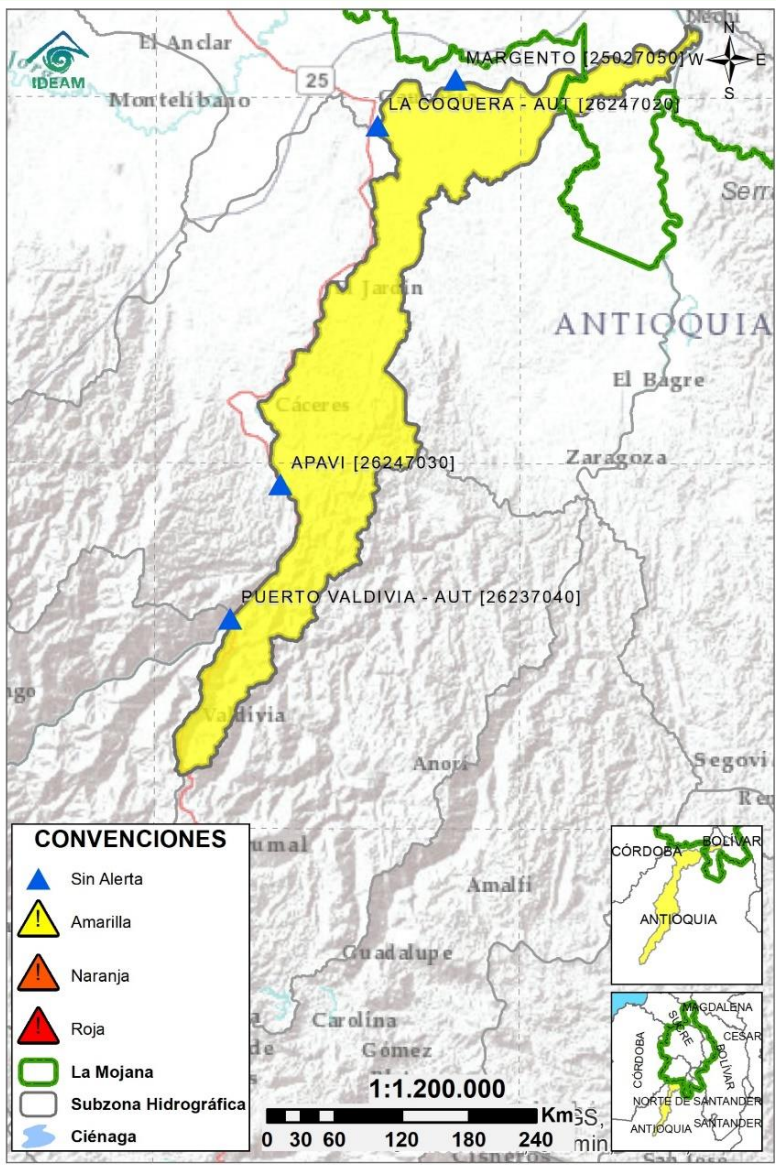 Nechí
N
W E
S
El Anclar
MARGENTO [25027050]
IDEAM
25
Montelíbano
LA COQUERA - AUT [26247020]
El Jardín
ANTIOQUIA
El Bagre
Cáceres
APAVI [26247030]
Zaragoza
PUERTO VALDIVIA - AUT [26237040]
Valdivia
Anorí
CONVENCIONES
Sin Alerta
Amarilla
Naranja
Roja
La Mojana
Subzona Hidrográfica
Ciénaga
Amalfi
Guadalupe
Carolina
Gómez
1:1.200.000
Km
0 30 60 120 180 240
CÓRDOBA
BOLÍVAR
ANTIOQUIA
MAGDALENA
SUCRE
CESAR
CÓRDOBA
BOLÍVAR
NORTE DE SANTANDER
ANTIOQUIA
SANTANDER